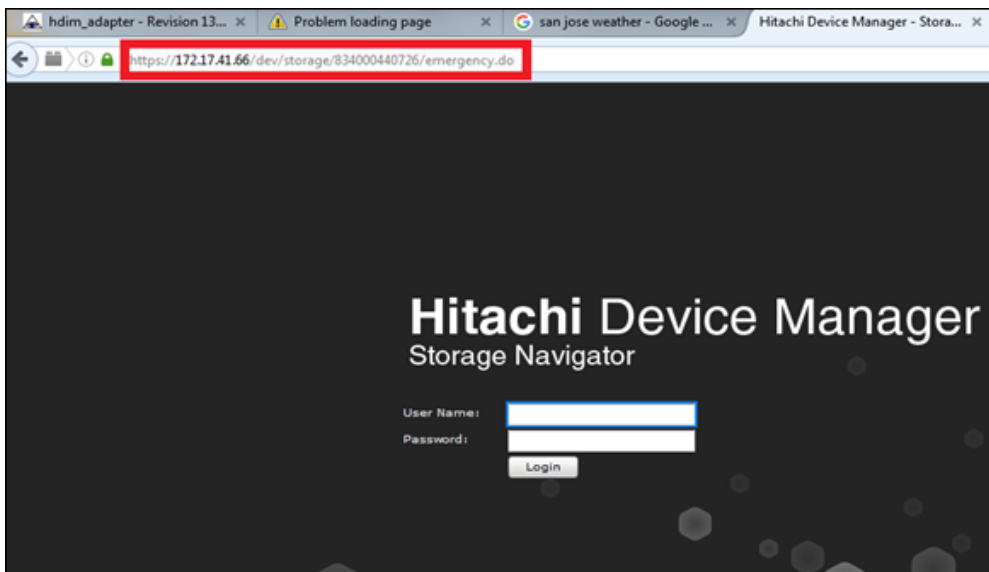 hdim_adapter - Revision 13...
Problem loading page
san jose weather - Google ...
Hitachi Device Manager - Stora...
https://172.17.41.66/dev/storage/834000440726/emergency.do
Hitachi Device Manager
Storage Navigator
User Name:
Password:
Login